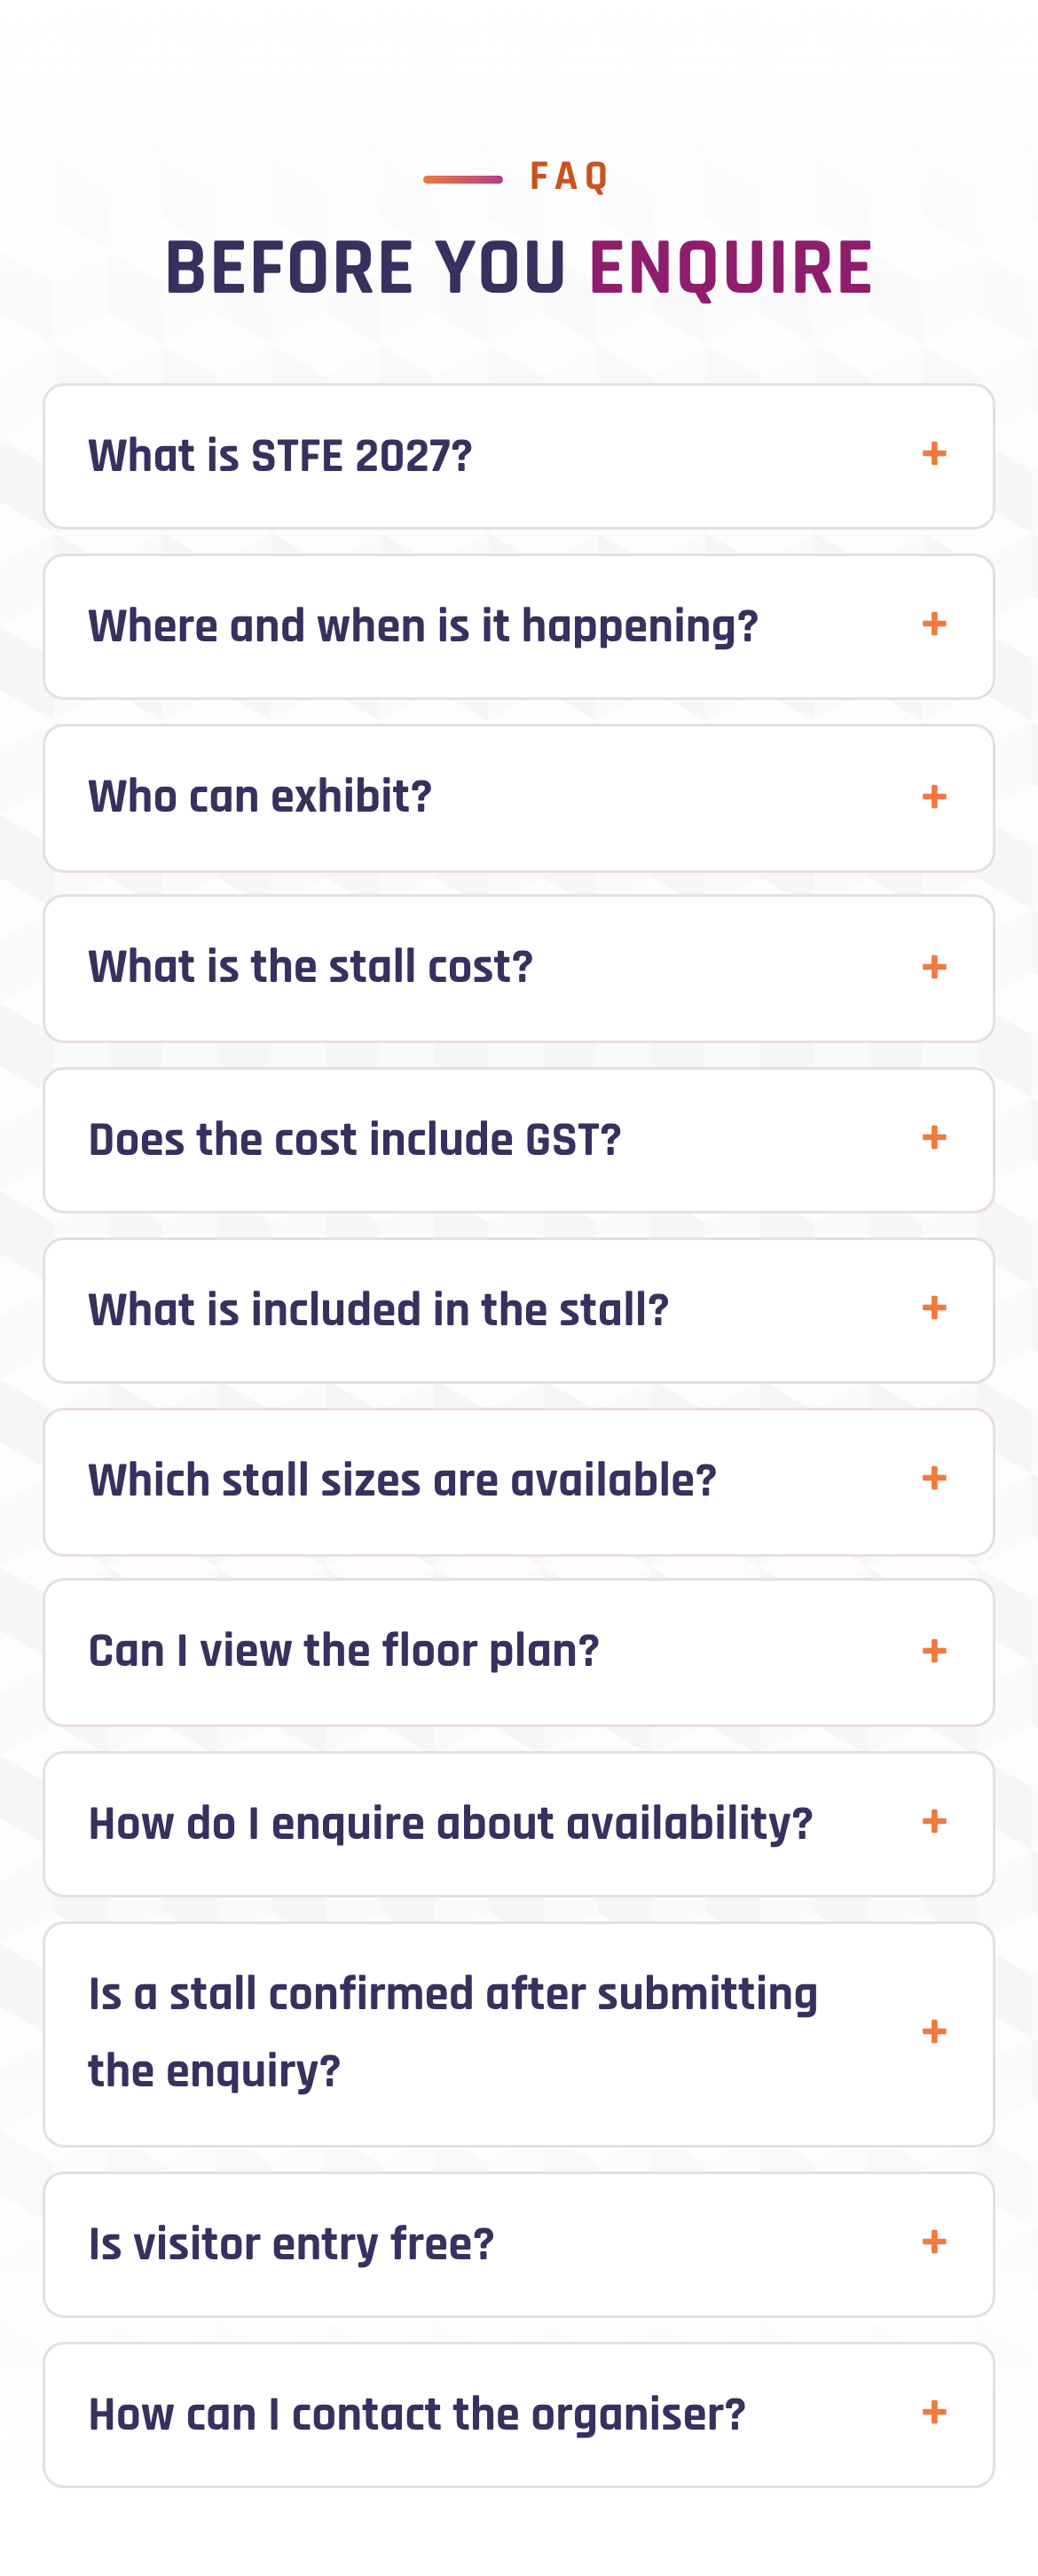 FAQ
BEFORE YOU ENQUIRE
What is STFE 2027?
Where and when is it happening?
Who can exhibit?
What is the stall cost?
Does the cost include GST?
What is included in the stall?
Which stall sizes are available?
Can I view the floor plan?
How do I enquire about availability?
Is a stall confirmed after submitting
the enquiry?
Is visitor entry free?
How can I contact the organiser?